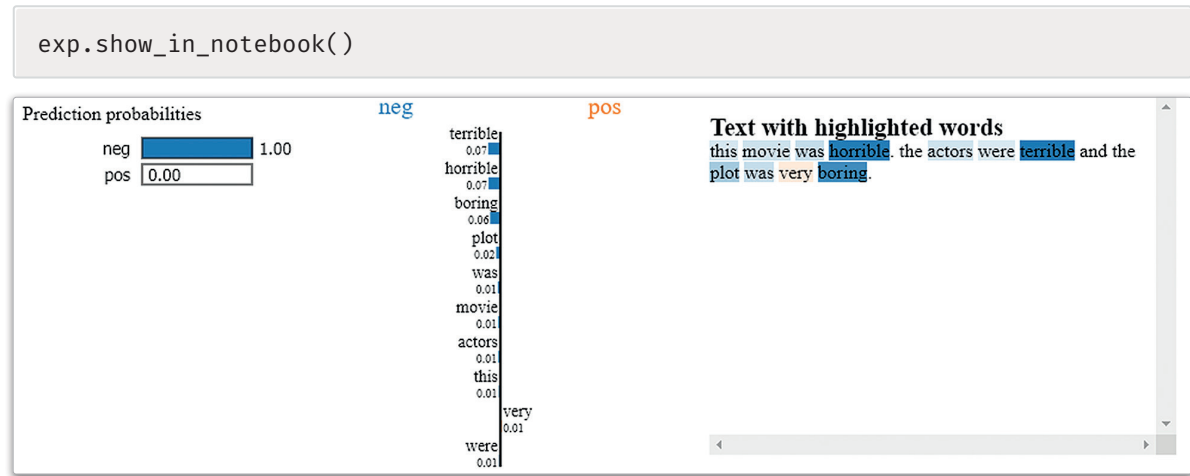 exp.show_in_notebook()
Prediction probabilities
neg 1.00
pos 0.00
neg pos
terrible
0.07
horrible
0.07
boring
0.06
plot
0.02
was
0.01
movie
0.01
actors
0.01
this
0.01
very
0.01
were
0.01
Text with highlighted words
this movie was horrible. the actors were terrible and the
plot was very boring.